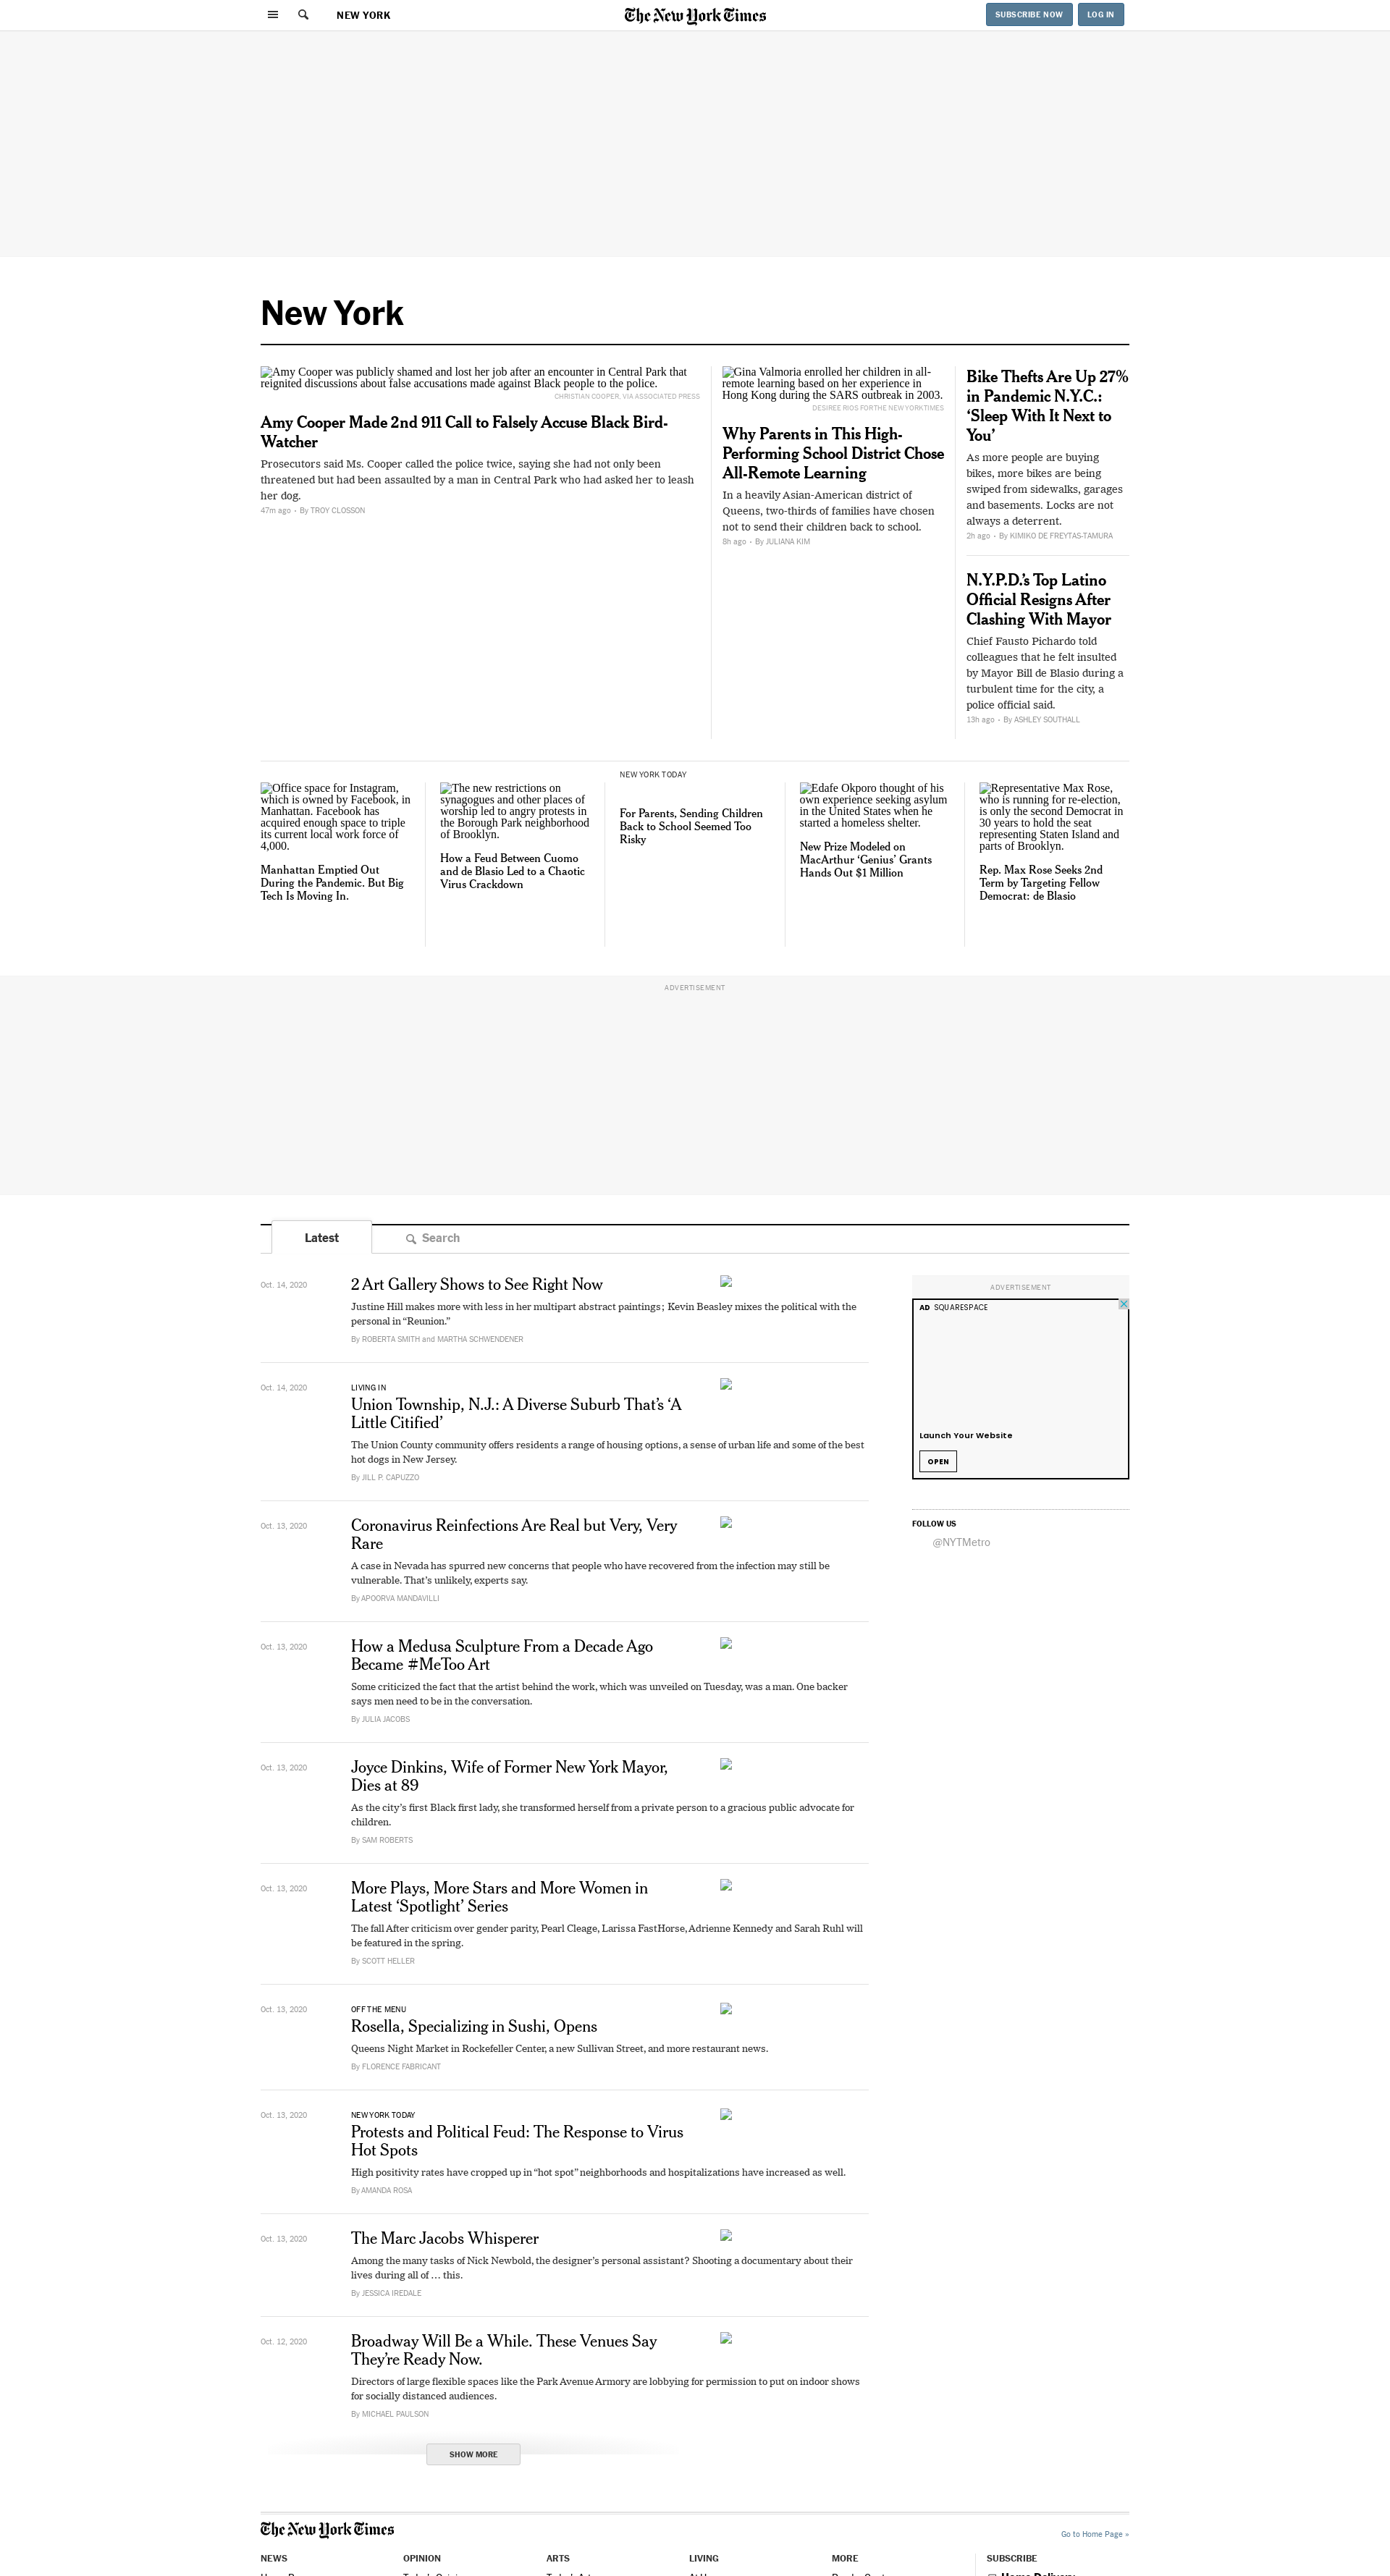 NEW YORK
The New York Times
SUBSCRIBE NOW
LOG IN
New York
Amy Cooper was publicly shamed and lost her job after an encounter in Central Park that
reignited discussions about false accusations made against Black people to the police.
CHRISTIAN COOPER, VIA ASSOCIATED PRESS
Amy Cooper Made 2nd 911 Call to Falsely Accuse Black Bird-
Watcher
Prosecutors said Ms. Cooper called the police twice, saying she had not only been
threatened but had been assaulted by a man in Central Park who had asked her to leash
her dog.
47m ago • By TROY CLOSSON
Gina Valmoria enrolled her children in all-
remote learning based on her experience in
Hong Kong during the SARS outbreak in 2003.
DESIREE RIOS FOR THE NEW YORK TIMES
Why Parents in This High-
Performing School District Chose
All-Remote Learning
In a heavily Asian-American district of
Queens, two-thirds of families have chosen
not to send their children back to school.
8h ago • By JULIANA KIM
Bike Thefts Are Up 27%
in Pandemic N.Y.C.:
‘Sleep With It Next to
You’
As more people are buying
bikes, more bikes are being
swiped from sidewalks, garages
and basements. Locks are not
always a deterrent.
2h ago • By KIMIKO DE FREYTAS-TAMURA
N.Y.P.D.’s Top Latino
Official Resigns After
Clashing With Mayor
Chief Fausto Pichardo told
colleagues that he felt insulted
by Mayor Bill de Blasio during a
turbulent time for the city, a
police official said.
13h ago • By ASHLEY SOUTHALL
Office space for Instagram,
which is owned by Facebook, in
Manhattan. Facebook has
acquired enough space to triple
its current local work force of
4,000.
Manhattan Emptied Out
During the Pandemic. But Big
Tech Is Moving In.
The new restrictions on
synagogues and other places of
worship led to angry protests in
the Borough Park neighborhood
of Brooklyn.
How a Feud Between Cuomo
and de Blasio Led to a Chaotic
Virus Crackdown
NEW YORK TODAY
For Parents, Sending Children
Back to School Seemed Too
Risky
Edafe Okporo thought of his
own experience seeking asylum
in the United States when he
started a homeless shelter.
New Prize Modeled on
MacArthur ‘Genius’ Grants
Hands Out $1 Million
Representative Max Rose,
who is running for re-election,
is only the second Democrat in
30 years to hold the seat
representing Staten Island and
parts of Brooklyn.
Rep. Max Rose Seeks 2nd
Term by Targeting Fellow
Democrat: de Blasio
ADVERTISEMENT
Latest
Search
Oct. 14, 2020
2 Art Gallery Shows to See Right Now
Justine Hill makes more with less in her multipart abstract paintings; Kevin Beasley mixes the political with the
personal in “Reunion.”
By ROBERTA SMITH and MARTHA SCHWENDENER
Oct. 14, 2020
LIVING IN
Union Township, N.J.: A Diverse Suburb That’s ‘A
Little Citified’
The Union County community offers residents a range of housing options, a sense of urban life and some of the best
hot dogs in New Jersey.
By JILL P. CAPUZZO
Oct. 13, 2020
Coronavirus Reinfections Are Real but Very, Very
Rare
A case in Nevada has spurred new concerns that people who have recovered from the infection may still be
vulnerable. That’s unlikely, experts say.
By APOORVA MANDAVILLI
Oct. 13, 2020
How a Medusa Sculpture From a Decade Ago
Became #MeToo Art
Some criticized the fact that the artist behind the work, which was unveiled on Tuesday, was a man. One backer
says men need to be in the conversation.
By JULIA JACOBS
Oct. 13, 2020
Joyce Dinkins, Wife of Former New York Mayor,
Dies at 89
As the city’s first Black first lady, she transformed herself from a private person to a gracious public advocate for
children.
By SAM ROBERTS
Oct. 13, 2020
More Plays, More Stars and More Women in
Latest ‘Spotlight’ Series
The fall After criticism over gender parity, Pearl Cleage, Larissa FastHorse, Adrienne Kennedy and Sarah Ruhl will
be featured in the spring.
By SCOTT HELLER
Oct. 13, 2020
OFF THE MENU
Rosella, Specializing in Sushi, Opens
Queens Night Market in Rockefeller Center, a new Sullivan Street, and more restaurant news.
By FLORENCE FABRICANT
Oct. 13, 2020
NEW YORK TODAY
Protests and Political Feud: The Response to Virus
Hot Spots
High positivity rates have cropped up in “hot spot” neighborhoods and hospitalizations have increased as well.
By AMANDA ROSA
Oct. 13, 2020
The Marc Jacobs Whisperer
Among the many tasks of Nick Newbold, the designer’s personal assistant? Shooting a documentary about their
lives during all of … this.
By JESSICA IREDALE
Oct. 12, 2020
Broadway Will Be a While. These Venues Say
They’re Ready Now.
Directors of large flexible spaces like the Park Avenue Armory are lobbying for permission to put on indoor shows
for socially distanced audiences.
By MICHAEL PAULSON
SHOW MORE
ADVERTISEMENT
AD SQUARESPACE
Launch Your Website
OPEN
FOLLOW US
@NYTMetro
The New York Times
Go to Home Page »
NEWS
OPINION
ARTS
LIVING
MORE
SUBSCRIBE